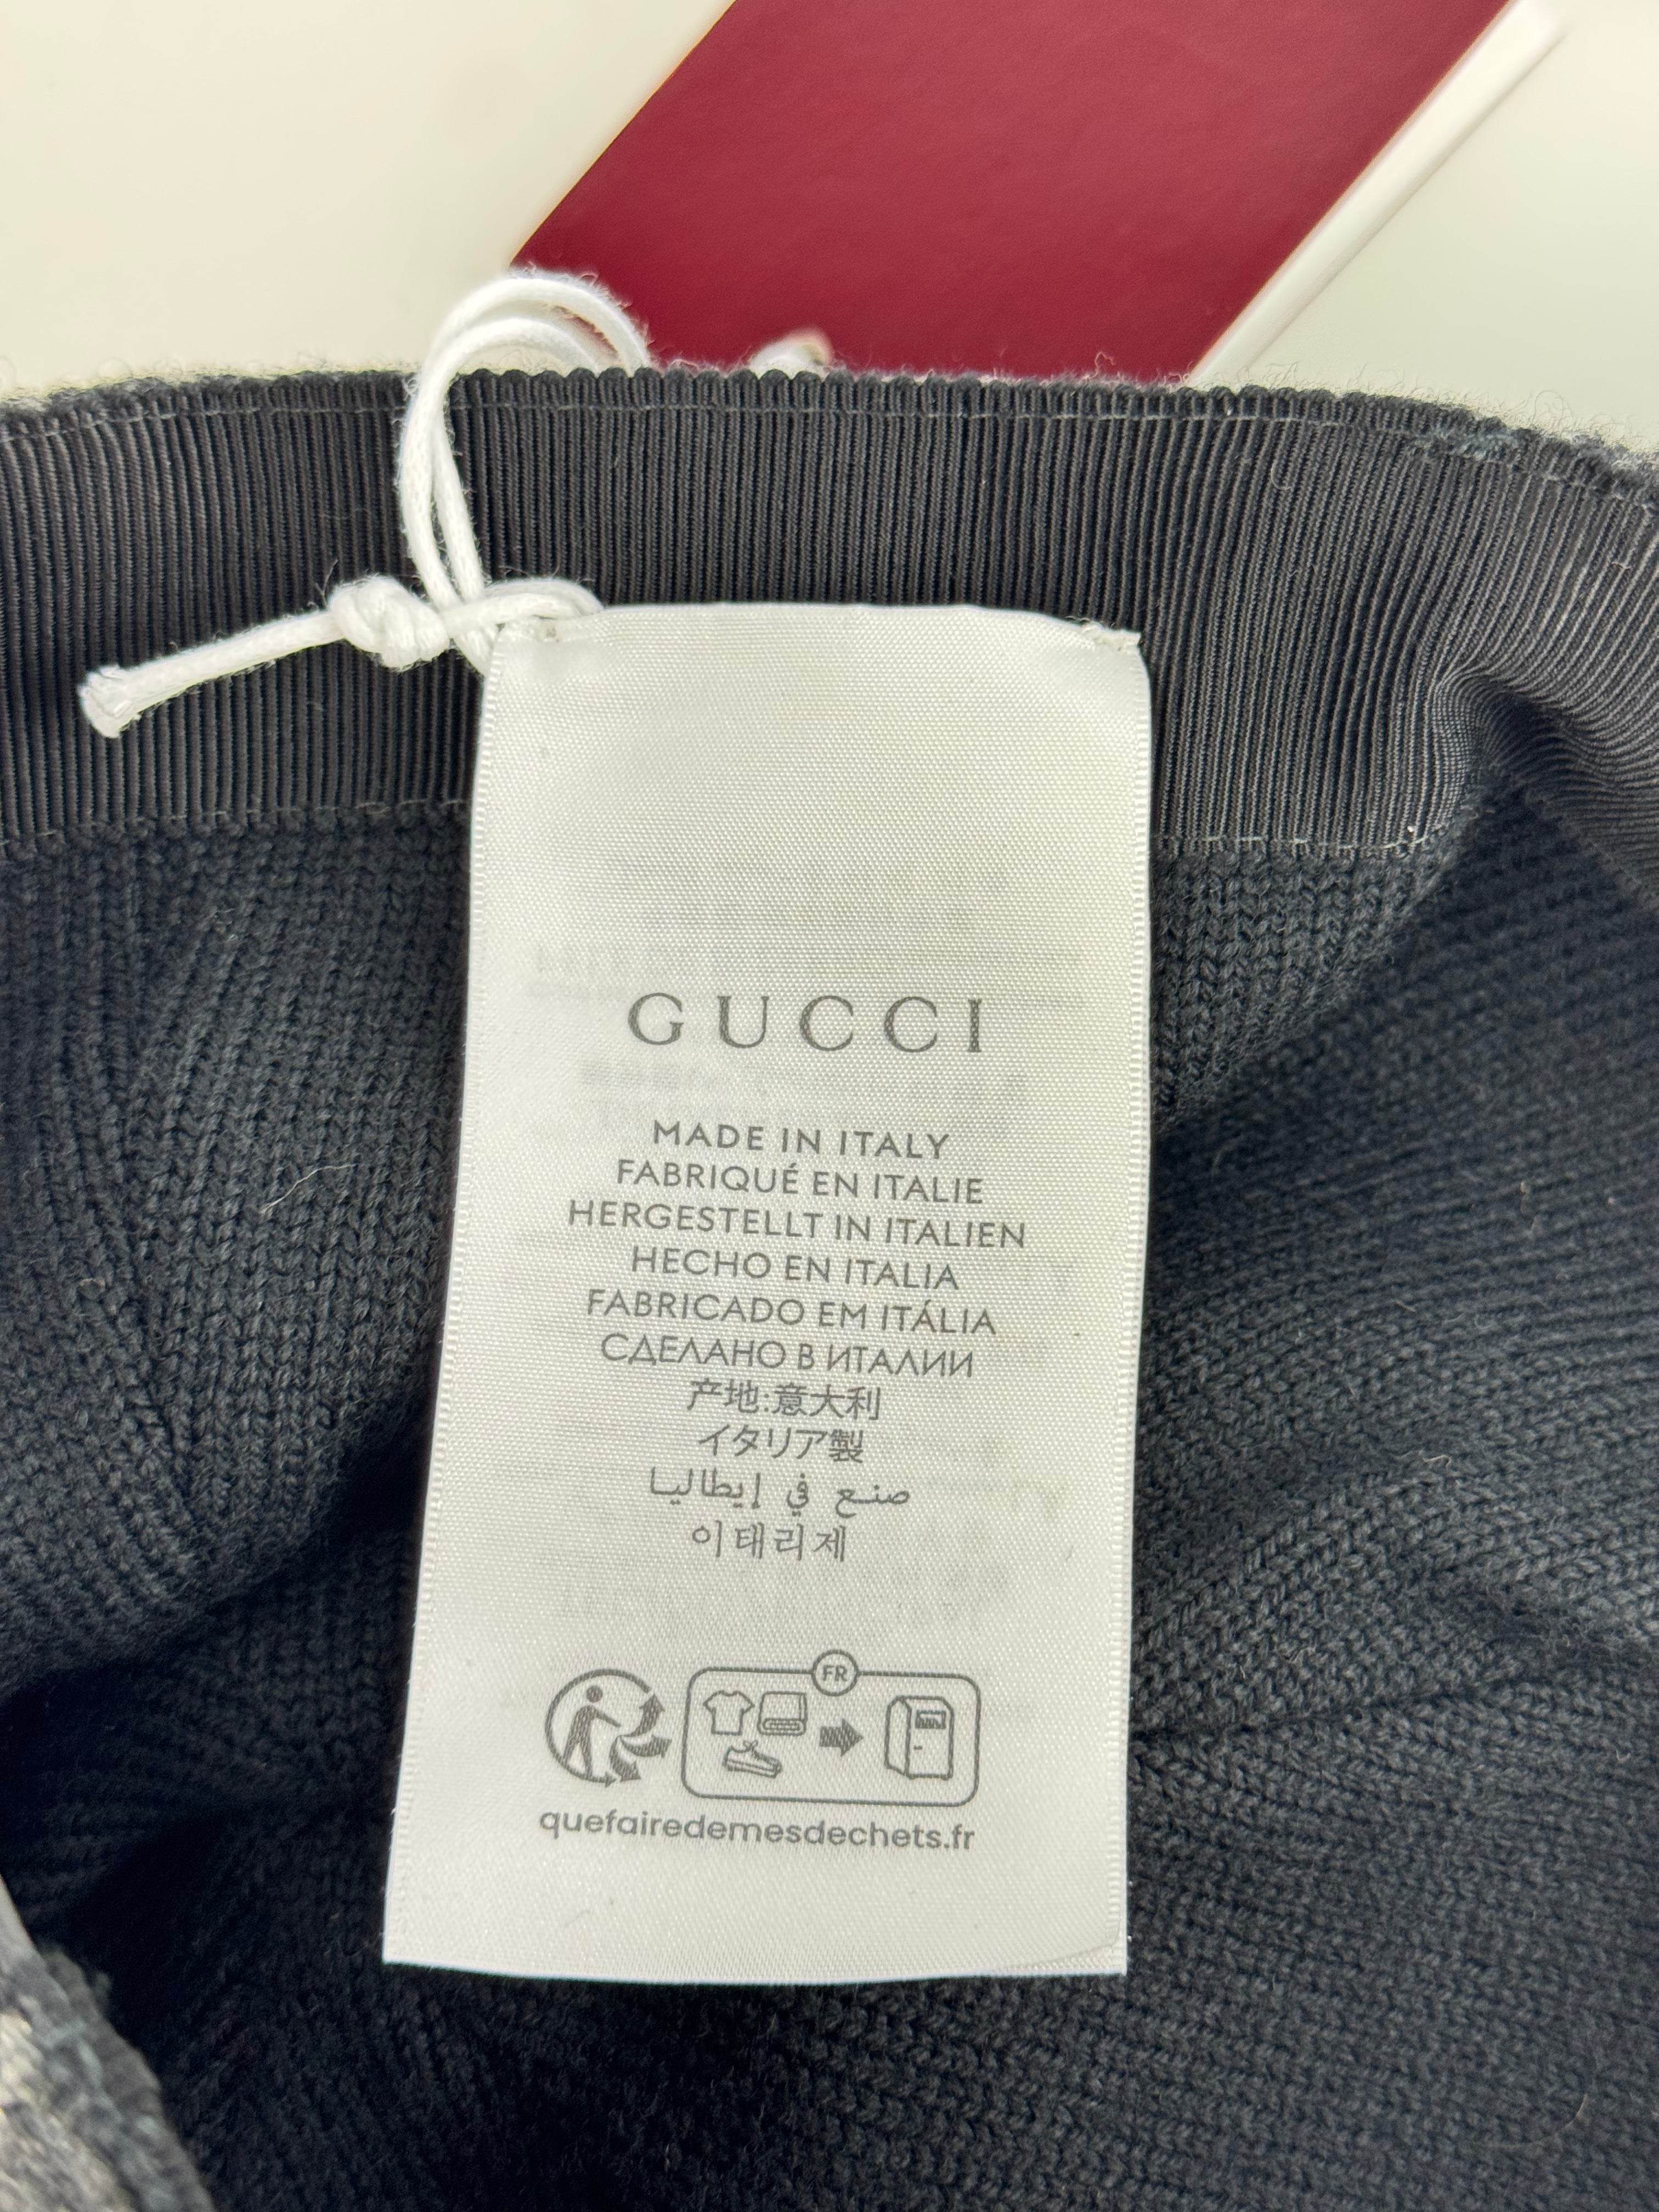 GUCCI
MADE IN ITALY
FABRIQUÉ EN ITALIE
HERGESTELLT IN ITALIEN
HECHO EN ITALIA
FABRICADO EM ITÁLIA
СДЕЛАНО В ИТАЛИИ
产地:意大利
イタリア製
صنع في إيطاليا
이태리제
FR
quefairedemesdechets.fr